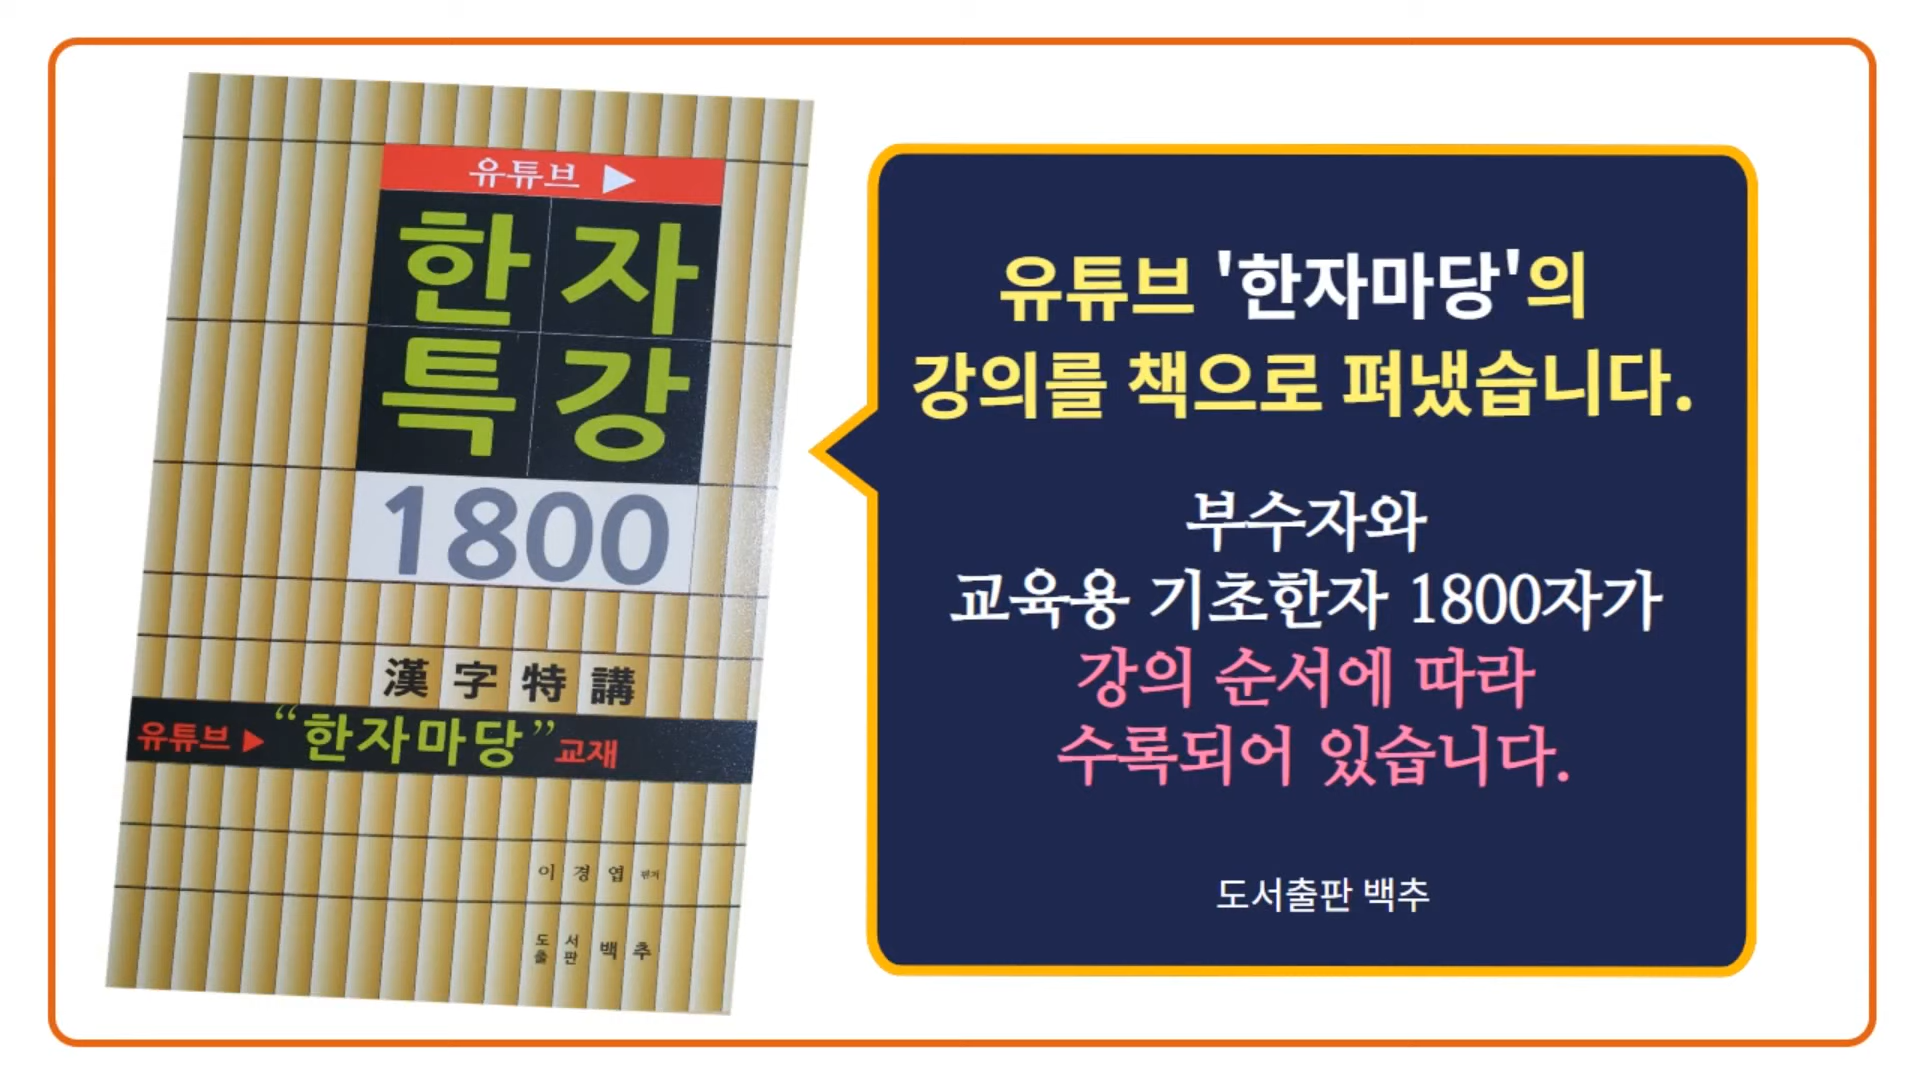 유튜브 ▶
한자
특강
1800
漢字特講
유튜브 ▶ “한자마당” 교재
이경엽 편저
도서출판 백추
유튜브 '한자마당'의
강의를 책으로 펴냈습니다.
부수자와
교육용 기초한자 1800자가
강의 순서에 따라
수록되어 있습니다.
도서출판 백추